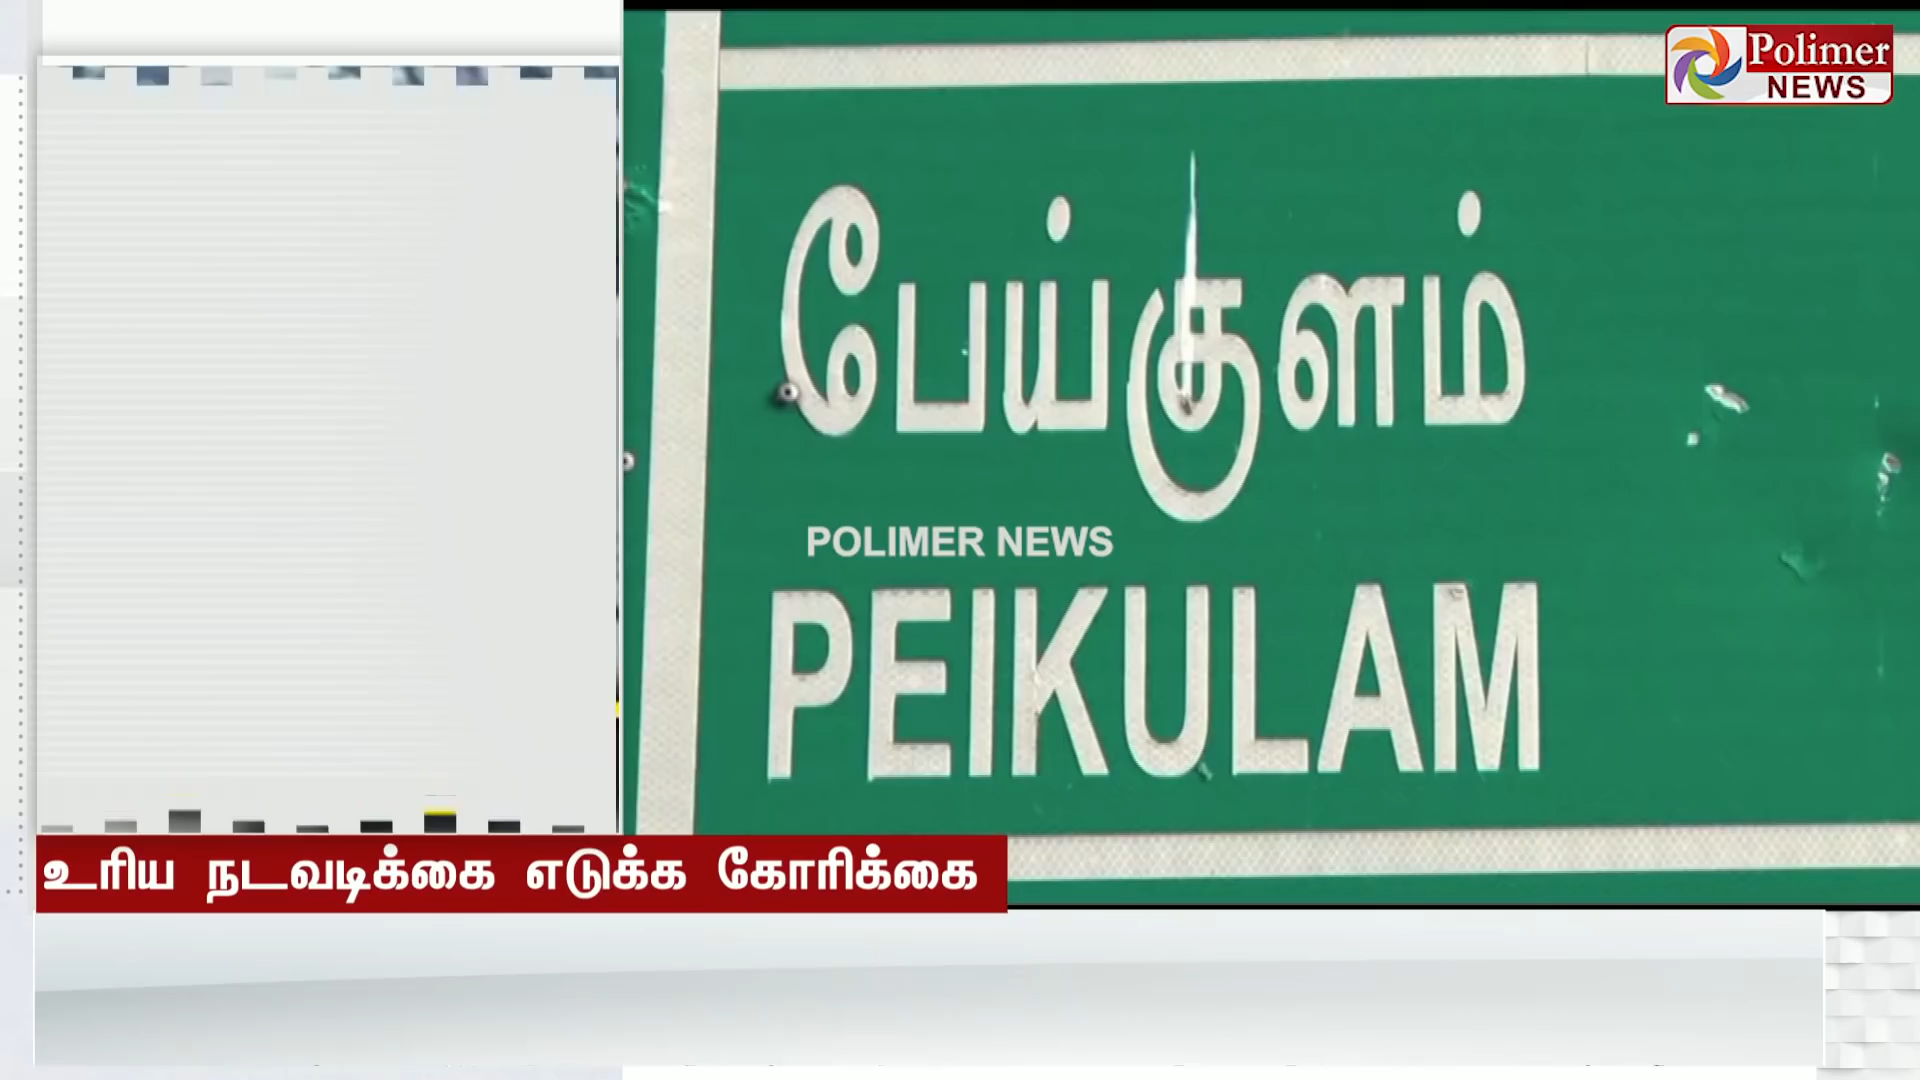 Polimer
NEWS
பேய்குளம்
POLIMER NEWS
PEIKULAM
உரிய நடவடிக்கை எடுக்க கோரிக்கை